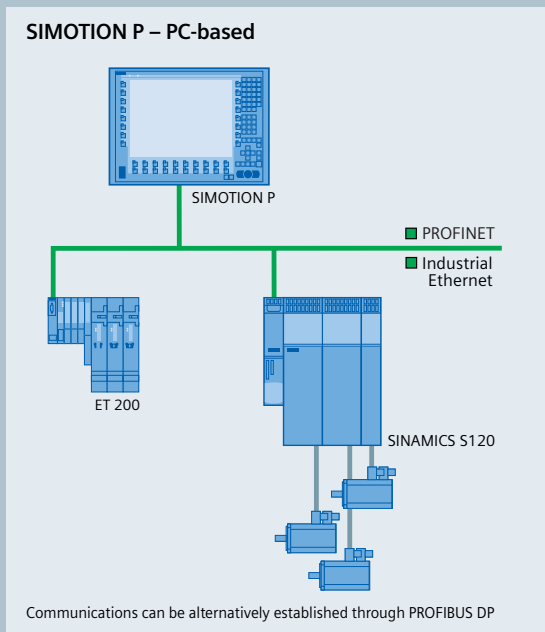 SIMOTION P – PC-based
SIMOTION P
PROFINET
Industrial
Ethernet
ET 200
SINAMICS S120
Communications can be alternatively established through PROFIBUS DP